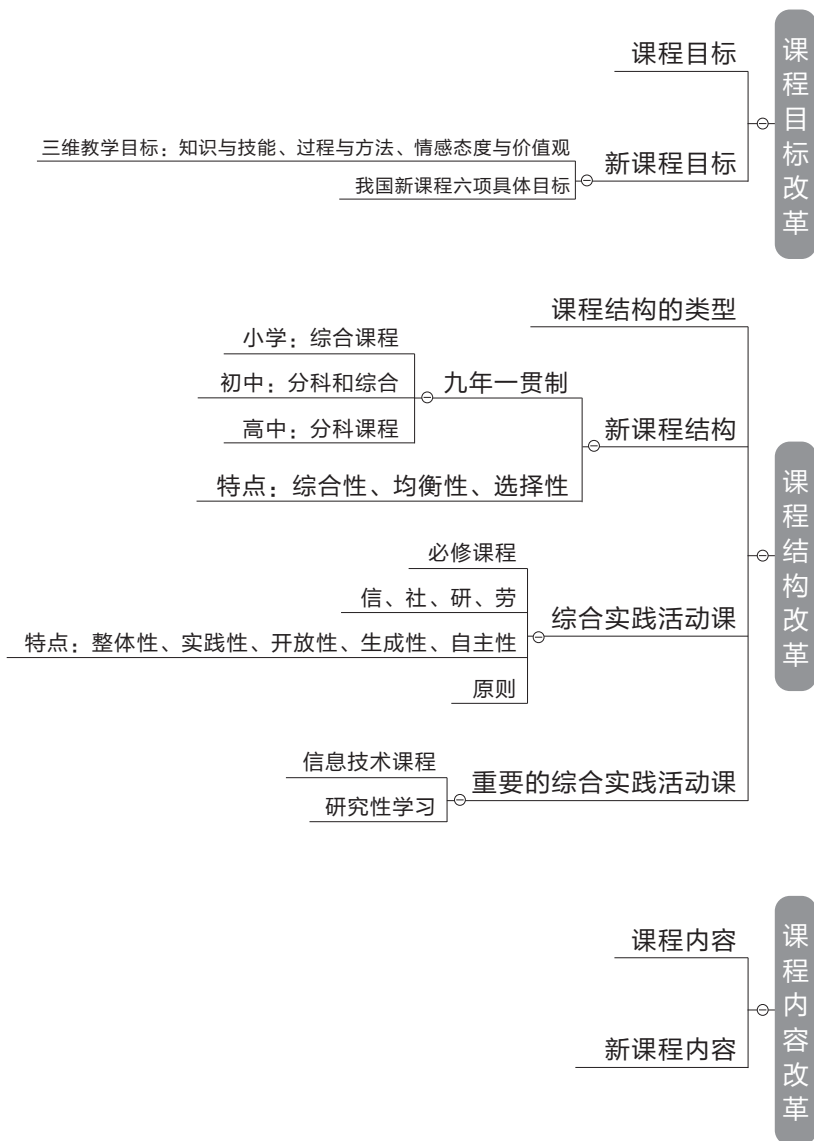 课程目标改革
课程目标
新课程目标
三维教学目标：知识与技能、过程与方法、情感态度与价值观
我国新课程六项具体目标
课程结构改革
课程结构的类型
新课程结构
九年一贯制
小学：综合课程
初中：分科和综合
高中：分科课程
特点：综合性、均衡性、选择性
综合实践活动课
必修课程
信、社、研、劳
特点：整体性、实践性、开放性、生成性、自主性
原则
重要的综合实践活动课
信息技术课程
研究性学习
课程内容改革
课程内容
新课程内容